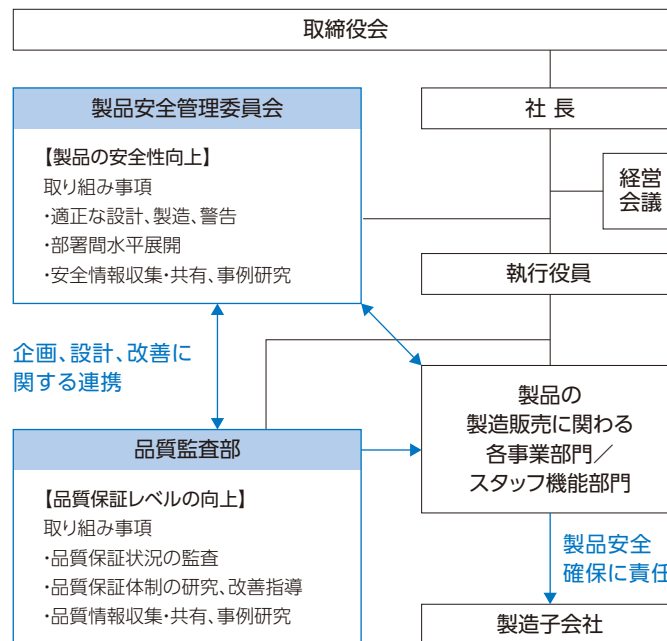 取締役会
製品安全管理委員会
【製品の安全性向上】
取り組み事項
・適正な設計、製造、警告
・部署間水平展開
・安全情報収集・共有、事例研究
社 長
経営
会議
執行役員
企画、設計、改善に
関する連携
製品の
製造販売に関わる
各事業部門／
スタッフ機能部門
品質監査部
【品質保証レベルの向上】
取り組み事項
・品質保証状況の監査
・品質保証体制の研究、改善指導
・品質情報収集・共有、事例研究
製品安全
確保に責任
製造子会社